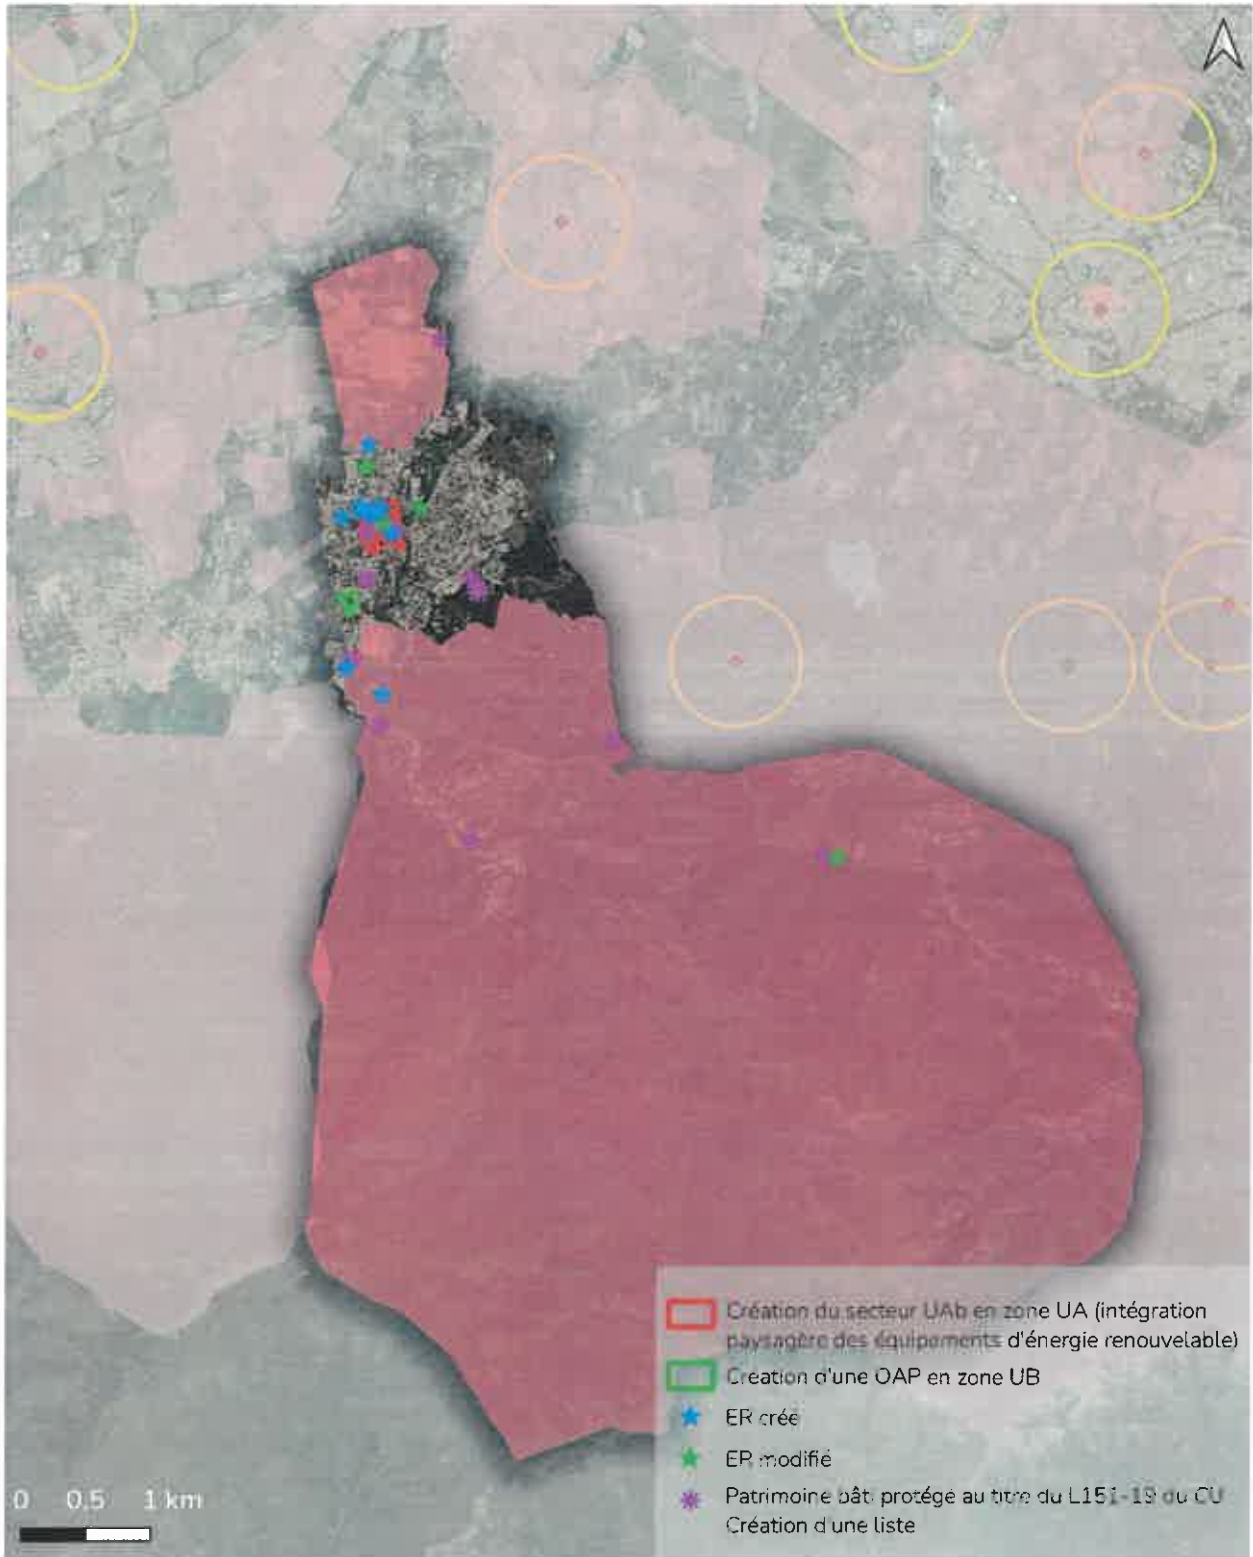 Création du secteur UAb en zone UA (intégration
paysagère des équipements d'énergie renouvelable)
Création d'une OAP en zone UB
ER crée
ER modifié
0 0.5 1 km
Patrimoine bâti protégé au titre du L151-19 du CU
Création d'une liste